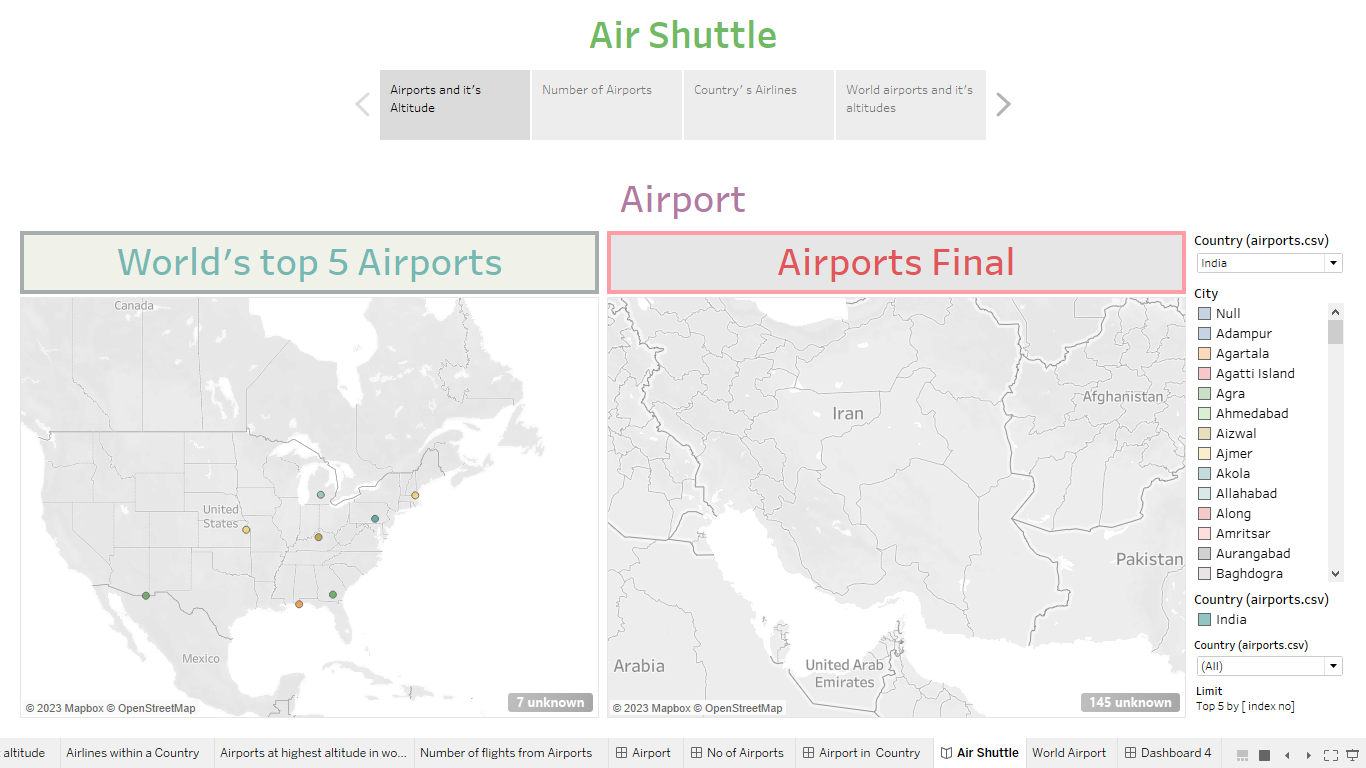 Air Shuttle
Airports and it's
Altitude
Number of Airports
Country' s Airlines
World airports and it's
altitudes
Airport
World's top 5 Airports
Canada
United
States
Mexico
© 2023 Mapbox © OpenStreetMap
7 unknown
Airports Final
Iran
Afghanistan
Pakistan
Arabia
United Arab
Emirates
© 2023 Mapbox © OpenStreetMap
145 unknown
Country (airports.csv)
India
City
Null
Adampur
Agartala
Agatti Island
Agra
Ahmedabad
Aizwal
Ajmer
Akola
Allahabad
Along
Amritsar
Aurangabad
Baghdogra
Country (airports.csv)
India
Country (airports.csv)
(All)
Limit
Top 5 by [ index no]
altitude
Airlines within a Country
Airports at highest altitude in wo...
Number of flights from Airports
Airport
No of Airports
Airport in Country
Air Shuttle
World Airport
Dashboard 4